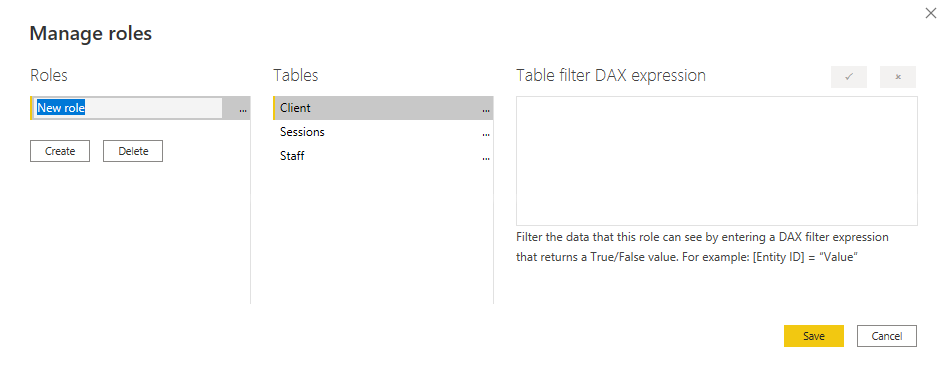 Manage roles
Roles
New role
...
Create
Delete
Tables
Client
...
Sessions
...
Staff
...
Table filter DAX expression
Filter the data that this role can see by entering a DAX filter expression
that returns a True/False value. For example: [Entity ID] = “Value”
Save
Cancel